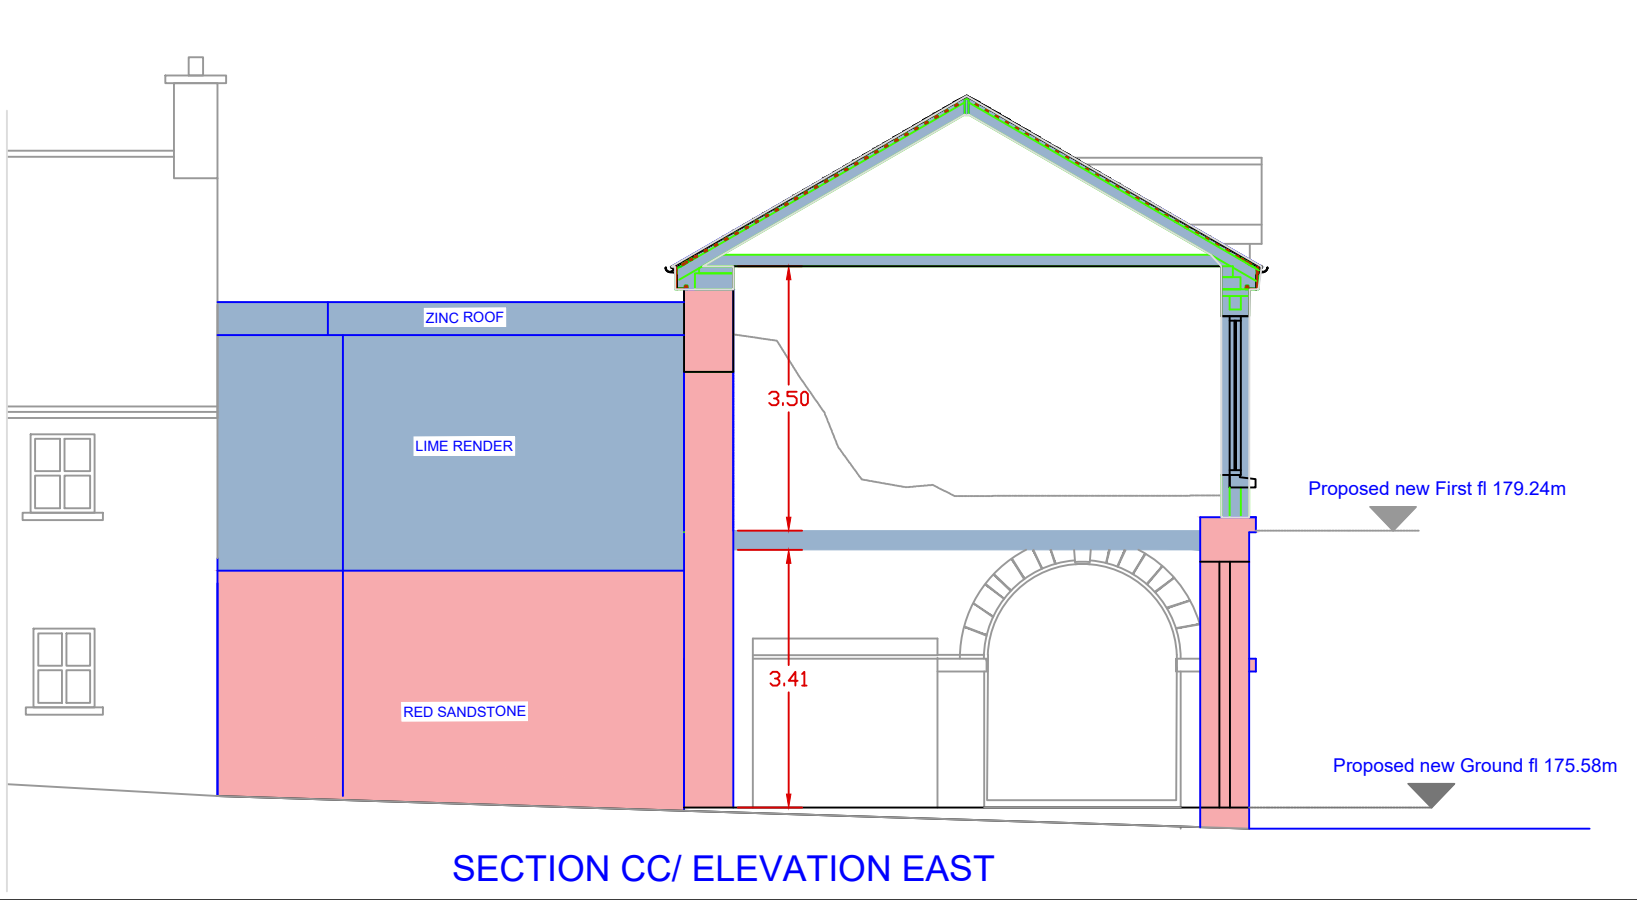 ZINC ROOF
3.50
LIME RENDER
Proposed new First fl 179.24m
3.41
RED SANDSTONE
Proposed new Ground fl 175.58m
SECTION CC/ ELEVATION EAST